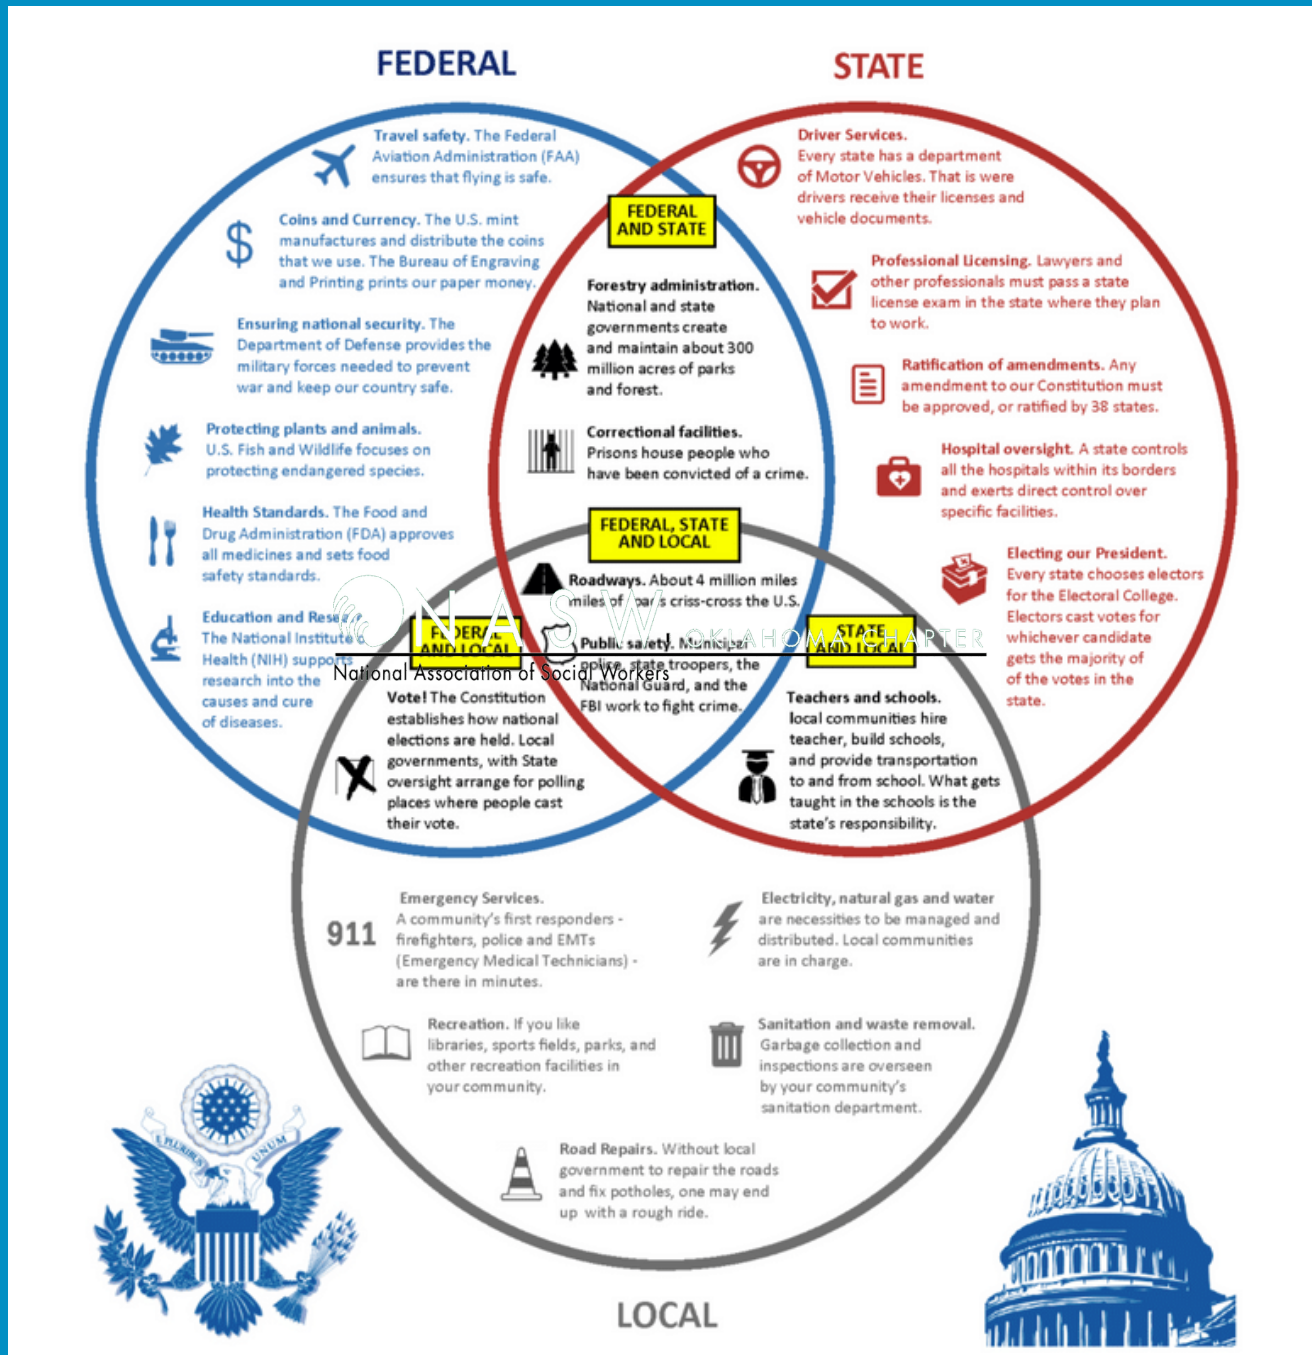 FEDERAL
STATE
Travel safety. The Federal
Aviation Administration (FAA)
ensures that flying is safe.
Coins and Currency. The U.S. mint
manufactures and distribute the coins
that we use. The Bureau of Engraving
and Printing prints our paper money.
$
Ensuring national security. The
Department of Defense provides the
military forces needed to prevent
war and keep our country safe.
Protecting plants and animals.
U.S. Fish and Wildlife focuses on
protecting endangered species.
Health Standards. The Food and
Drug Administration (FDA) approves
all medicines and sets food
safety standards.
Education and
The National Institute
Health (NIH) supports
research into the
causes and cure
of diseases.
FEDERAL
AND STATE
Forestry administration.
National and state
governments create
and maintain about 300
million acres of parks
and forest.
Correctional facilities.
Prisons house people who
have been convicted of a crime.
Driver Services.
Every state has a department
of Motor Vehicles. That is were
drivers receive their licenses and
vehicle documents.
Professional Licensing. Lawyers and
other professionals must pass a state
license exam in the state where they plan
to work.
Ratification of amendments. Any
amendment to our Constitution must
be approved, or ratified by 38 states.
Hospital oversight. A state controls
all the hospitals within its borders
and exerts direct control over
specific facilities.
Electing our President.
Every state chooses electors
for the Electoral College.
Electors cast votes for
whichever candidate
gets the majority of
of the votes in the
state.
FEDERAL, STATE
AND LOCAL
Roadways. About 4 million miles
miles of criss-cross the U.S.
Public safety. Municipal
police, state troopers, the
National Guard, and the
FBI work to fight crime.
NASW OKLAHOMA CHAPTER
National Association of Social Workers
FEDERAL
AND LOCAL
Vote! The Constitution
establishes how national
elections are held. Local
governments, with State
oversight arrange for polling
places where people cast
their vote.
STATE
AND LOCAL
Teachers and schools.
local communities hire
teacher, build schools,
and provide transportation
to and from school. What gets
taught in the schools is the
state's responsibility.
911
Emergency Services.
A community's first responders -
firefighters, police and EMTs
(Emergency Medical Technicians) -
are there in minutes.
Electricity, natural gas and water
are necessities to be managed and
distributed. Local communities
are in charge.
Recreation. If you like
libraries, sports fields, parks, and
other recreation facilities in
your community.
Sanitation and waste removal.
Garbage collection and
inspections are overseen
by your community's
sanitation department.
Road Repairs. Without local
government to repair the roads
and fix potholes, one may end
up with a rough ride.
E PLURIBUS UNUM
LOCAL